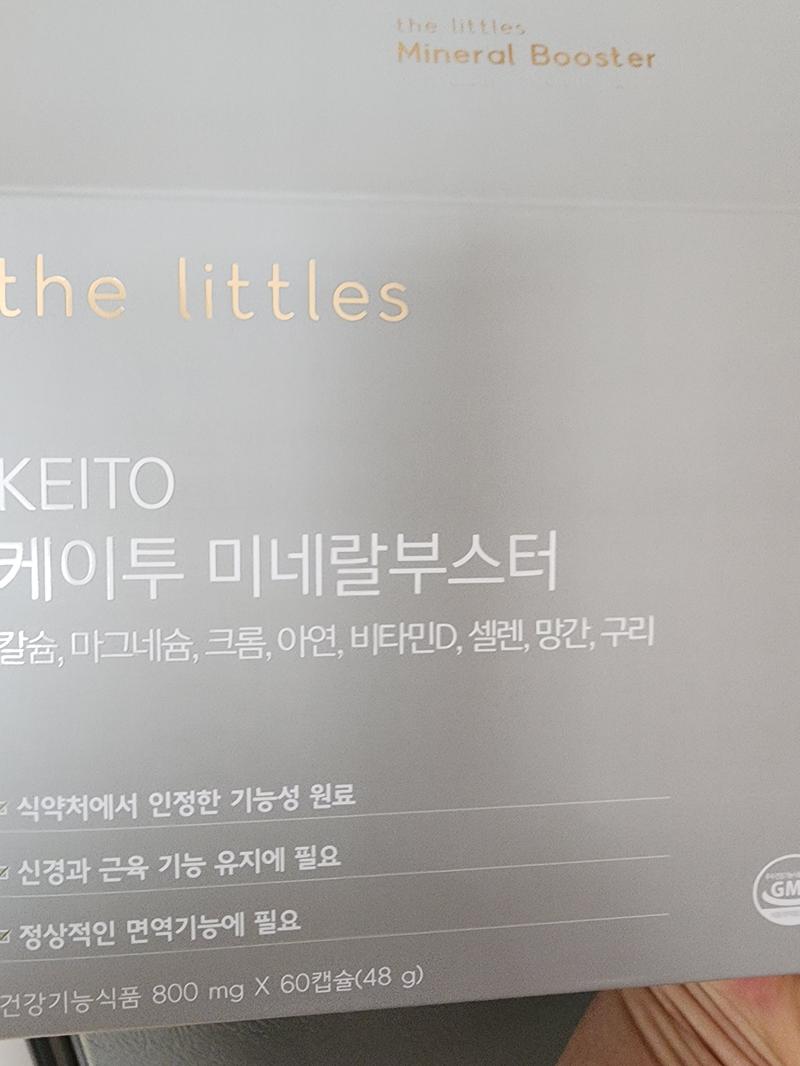 the littles
Mineral Booster
the littles
KEITO
케이투 미네랄부스터
칼슘, 마그네슘, 크롬, 아연, 비타민D, 셀렌, 망간, 구리
식약처에서 인정한 기능성 원료
신경과 근육 기능 유지에 필요
정상적인 면역기능에 필요
GM
건강기능식품 800 mg X 60캡슐(48 g)